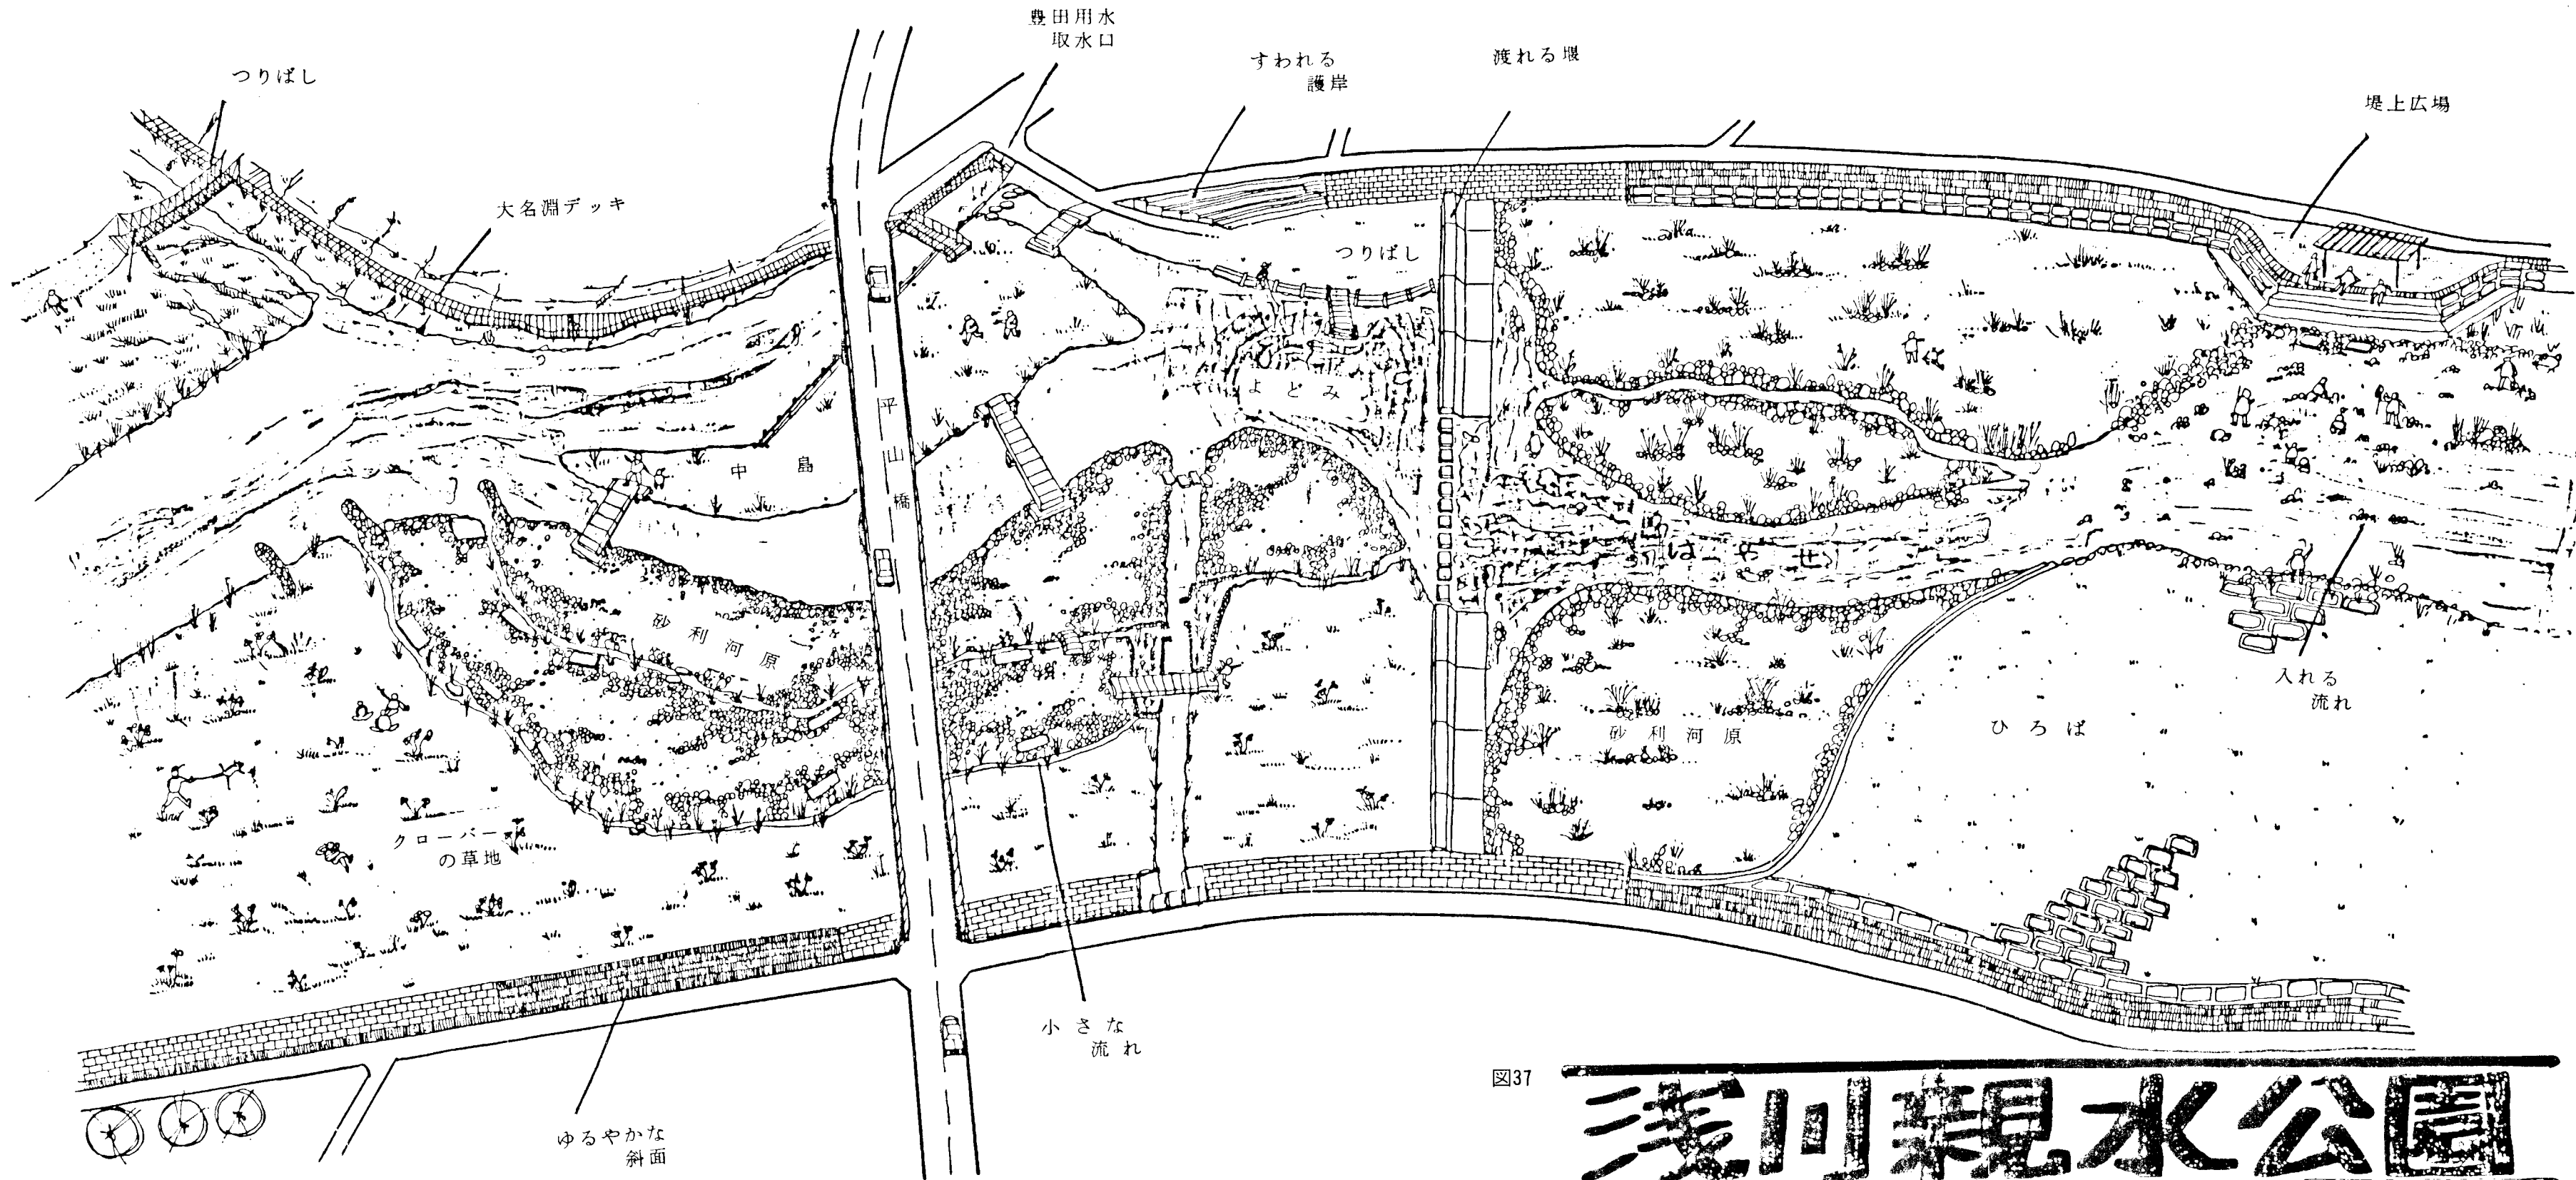 豊田用水
取水口
つりばし
すわれる
護岸
渡れる堰
堤上広場
大名淵デッキ
つりばし
よどみ
平山橋
中島
はやせ
砂利河原
入れる
流れ
ひろば
砂利河原
クローバー
の草地
小さな
流れ
ゆるやかな
斜面
図37
浅川親水公園